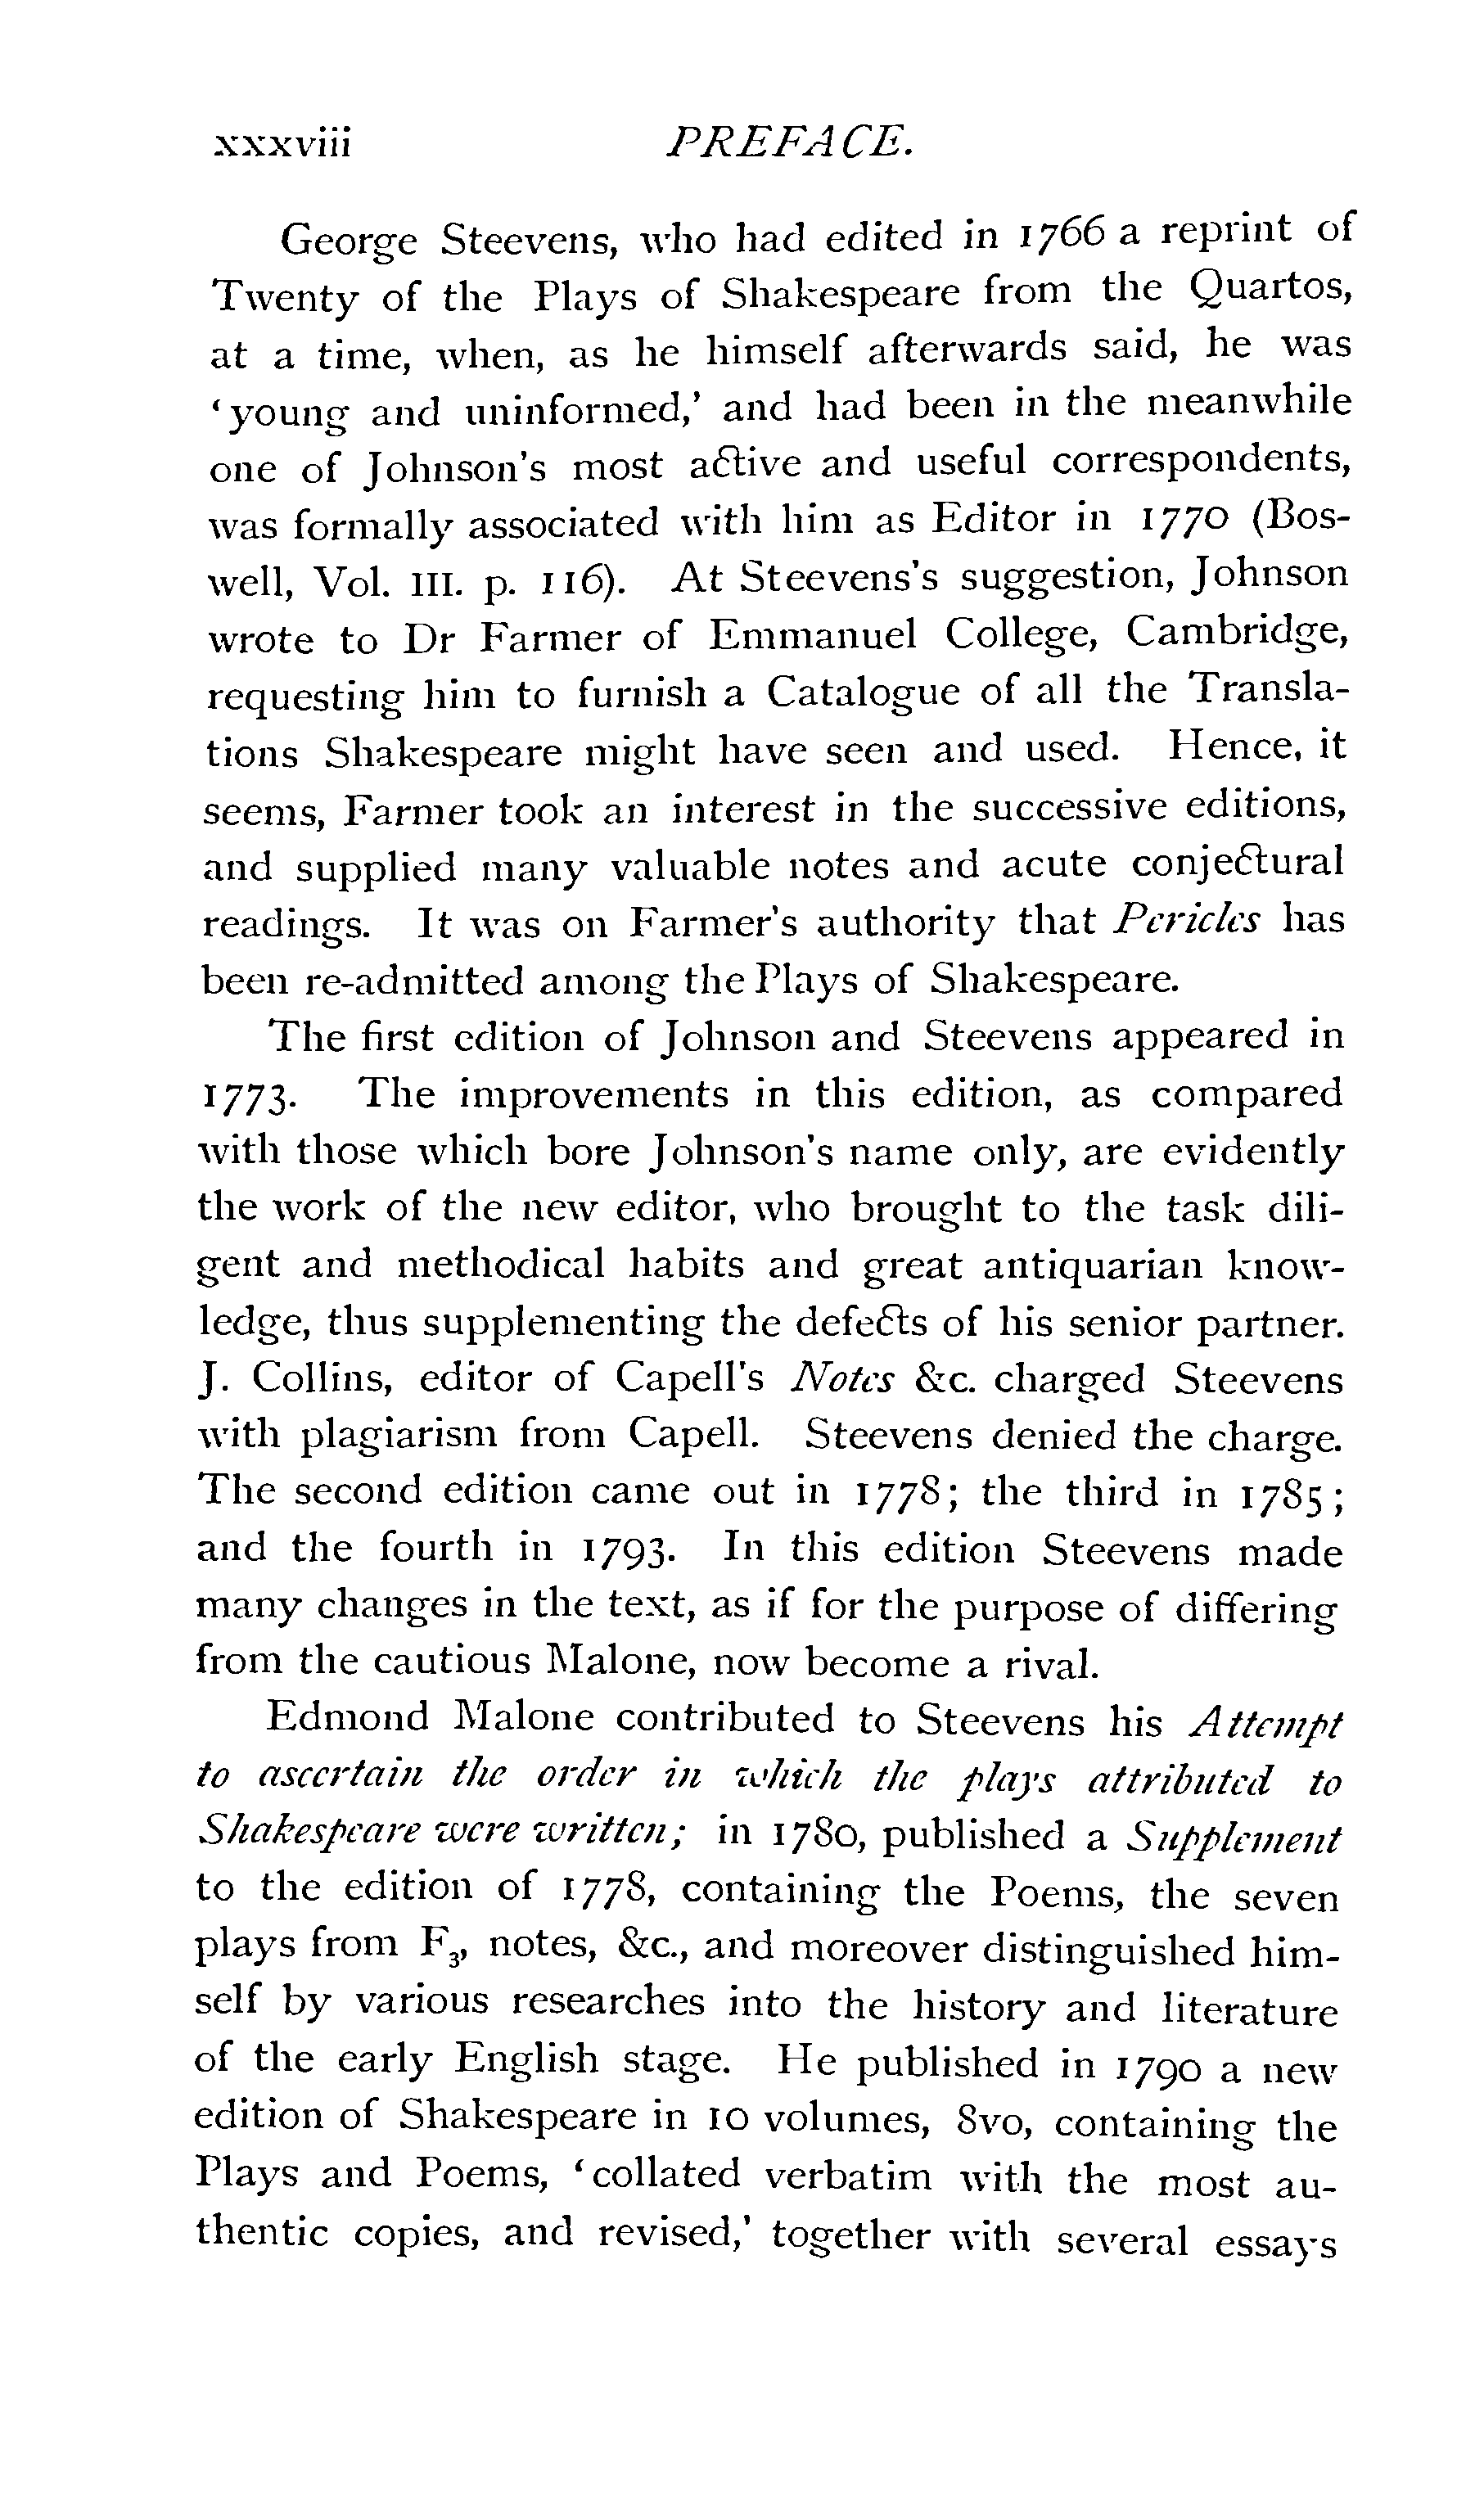 xxxviii PREFACE.
George Steevens, who had edited in 1766 a reprint of
Twenty of the Plays of Shakespeare from the Quartos,
at a time, when, as he himself afterwards said, he was
‘young and uninformed,’ and had been in the meanwhile
one of Johnson's most active and useful correspondents,
was formally associated with him as Editor in 1770 (Bos-
well, Vol. III. p. 116). At Steevens's suggestion, Johnson
wrote to Dr Farmer of Emmanuel College, Cambridge,
requesting him to furnish a Catalogue of all the Transla-
tions Shakespeare might have seen and used. Hence, it
seems, Farmer took an interest in the successive editions,
and supplied many valuable notes and acute conjectural
readings. It was on Farmer's authority that Pericles has
been re-admitted among the Plays of Shakespeare.
The first edition of Johnson and Steevens appeared in
1773. The improvements in this edition, as compared
with those which bore Johnson's name only, are evidently
the work of the new editor, who brought to the task dili-
gent and methodical habits and great antiquarian know-
ledge, thus supplementing the defects of his senior partner.
J. Collins, editor of Capell's Notes &c. charged Steevens
with plagiarism from Capell. Steevens denied the charge.
The second edition came out in 1778; the third in 1785;
and the fourth in 1793. In this edition Steevens made
many changes in the text, as if for the purpose of differing
from the cautious Malone, now become a rival.
Edmond Malone contributed to Steevens his Attempt
to ascertain the order in which the plays attributed to
Shakespeare were written; in 1780, published a Supplement
to the edition of 1778, containing the Poems, the seven
plays from F₃, notes, &c., and moreover distinguished him-
self by various researches into the history and literature
of the early English stage. He published in 1790 a new
edition of Shakespeare in 10 volumes, 8vo, containing the
Plays and Poems, ‘collated verbatim with the most au-
thentic copies, and revised,’ together with several essays